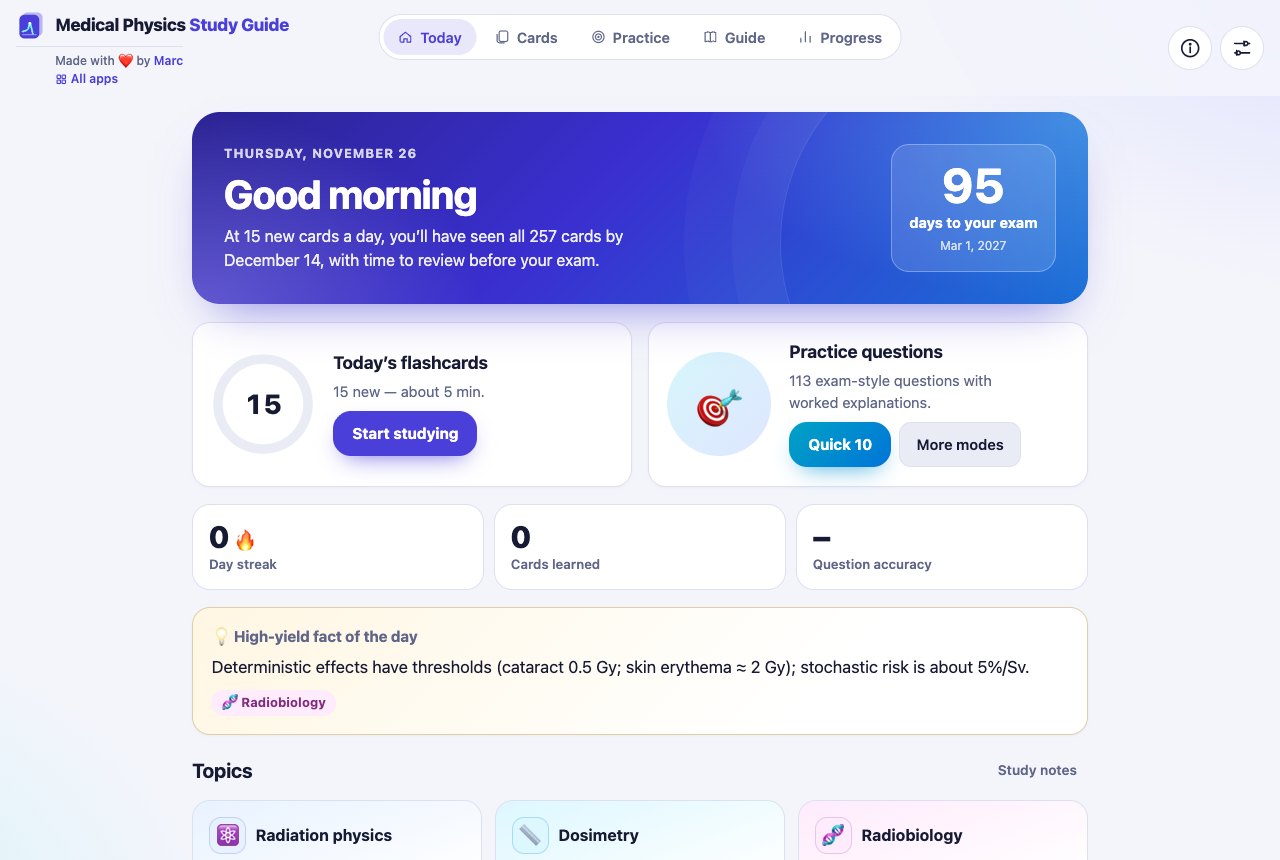 Medical Physics Study Guide
Made with ❤️ by Marc
All apps
Today
Cards
Practice
Guide
Progress
THURSDAY, NOVEMBER 26
Good morning
At 15 new cards a day, you’ll have seen all 257 cards by
December 14, with time to review before your exam.
95
days to your exam
Mar 1, 2027
15
Today’s flashcards
15 new — about 5 min.
Start studying
Practice questions
113 exam-style questions with
worked explanations.
Quick 10
More modes
0 🔥
Day streak
0
Cards learned
–
Question accuracy
💡 High-yield fact of the day
Deterministic effects have thresholds (cataract 0.5 Gy; skin erythema ≈ 2 Gy); stochastic risk is about 5%/Sv.
🧬 Radiobiology
Topics
Study notes
⚛️ Radiation physics
📏 Dosimetry
🧬 Radiobiology